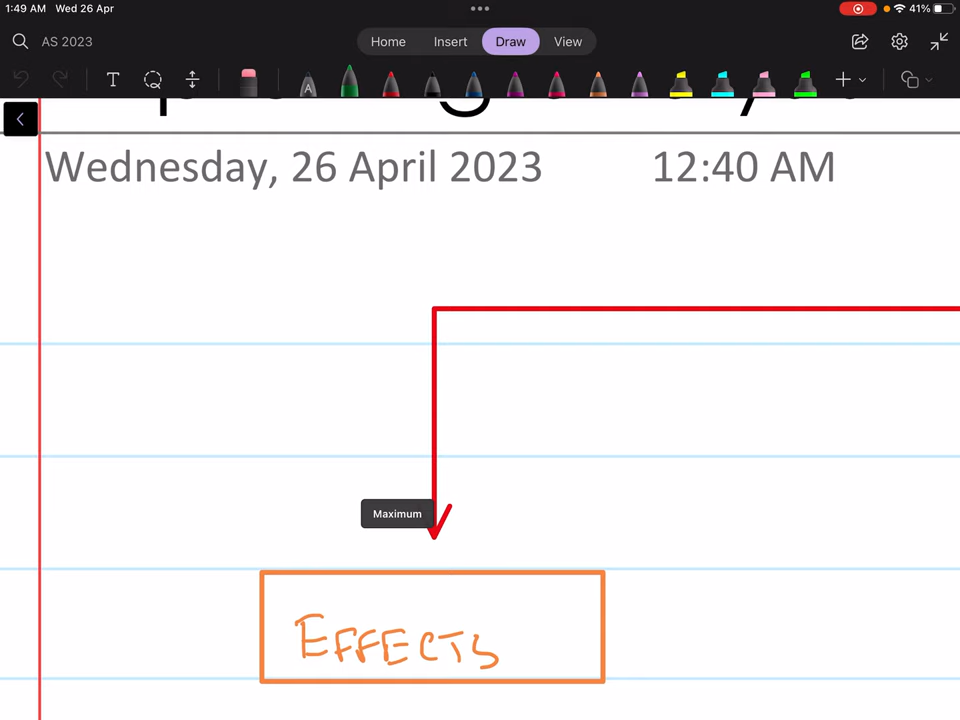 1:49 AM Wed 26 Apr
41%
AS 2023
Home Insert Draw View
T
A
Wednesday, 26 April 2023 12:40 AM
Maximum
EFFECTS